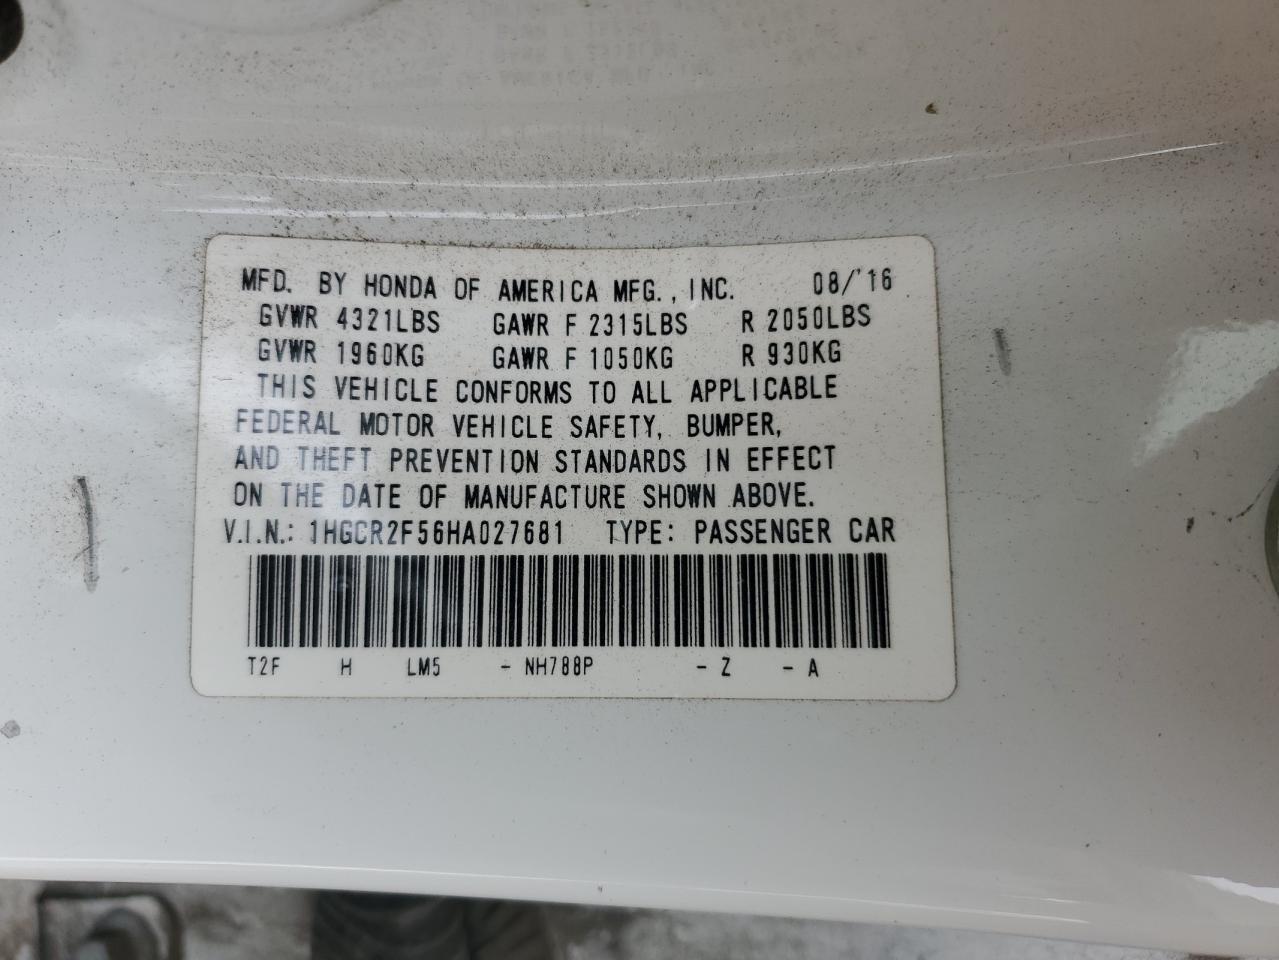 MFD. BY HONDA OF AMERICA MFG., INC. 08/'16
GVWR 4321LBS GAWR F 2315LBS R 2050LBS
GVWR 1960KG GAWR F 1050KG R 930KG
THIS VEHICLE CONFORMS TO ALL APPLICABLE
FEDERAL MOTOR VEHICLE SAFETY, BUMPER,
AND THEFT PREVENTION STANDARDS IN EFFECT
ON THE DATE OF MANUFACTURE SHOWN ABOVE.
V.I.N.: 1HGCR2F56HA027681 TYPE: PASSENGER CAR
T2F H LM5 - NH788P - Z - A